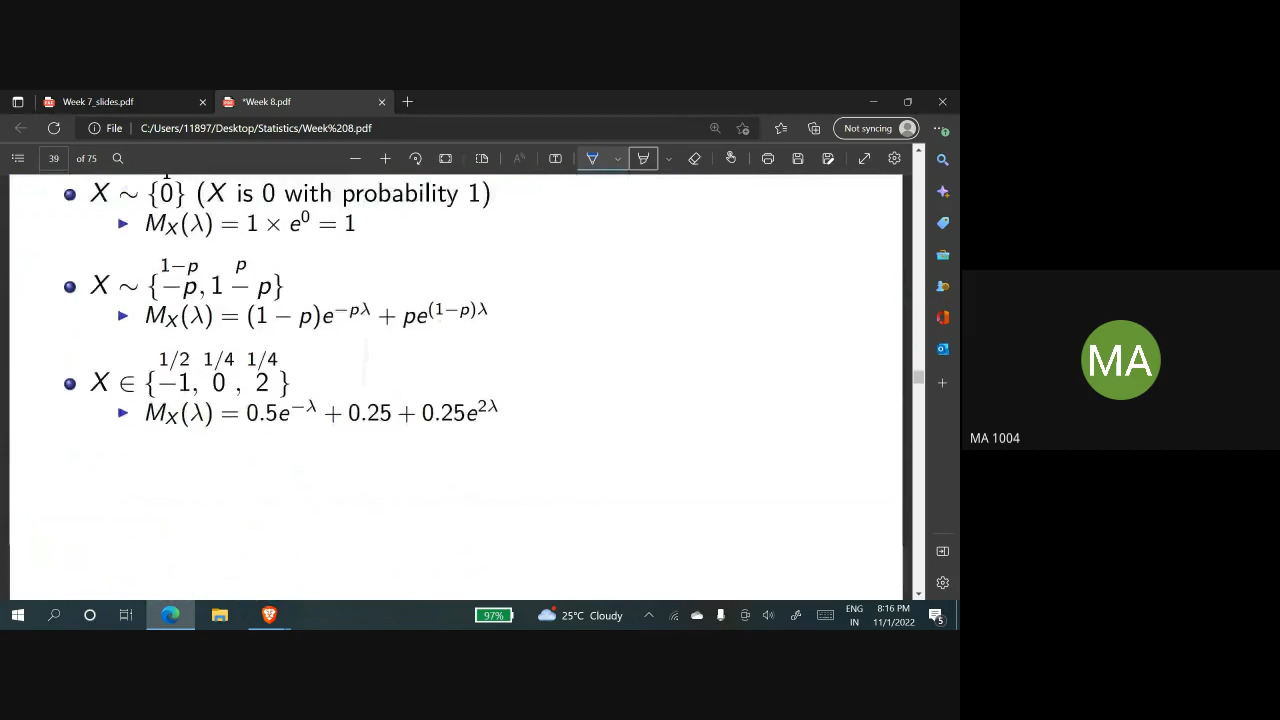 Week 7_slides.pdf
*Week 8.pdf
File
C:/Users/11897/Desktop/Statistics/Week%208.pdf
Not syncing
39 of 75
1
X ∼ {0} (X is 0 with probability 1)
M_X(λ) = 1 × e^0 = 1
1−p p
X ∼ {−p, 1 − p}
M_X(λ) = (1 − p)e^{−pλ} + pe^{(1−p)λ}
1/2 1/4 1/4
X ∈ {−1, 0 , 2 }
M_X(λ) = 0.5e^{−λ} + 0.25 + 0.25e^{2λ}
MA
MA 1004
97%
25°C Cloudy
ENG
IN
8:16 PM
11/1/2022
5